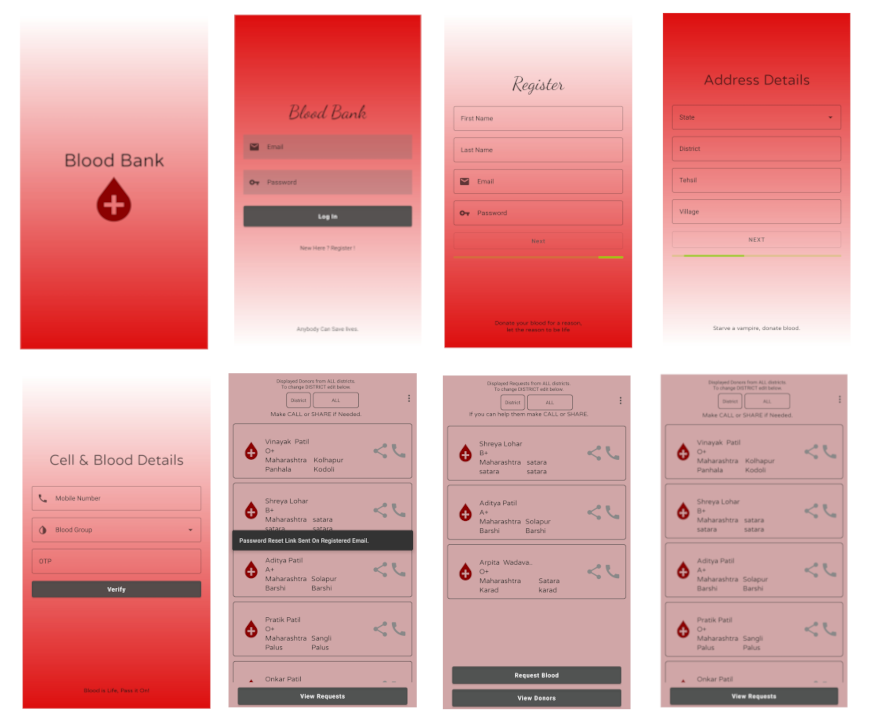 Blood Bank
Blood Bank
Email
Password
Log In
New Here ? Register !
Anybody Can Save lives.
Register
First Name
Last Name
Email
Password
Next
Donate your blood for a reason,
let the reason to be life
Address Details
State
District
Tehsil
Village
NEXT
Starve a vampire, donate blood.
Cell & Blood Details
Mobile Number
Blood Group
OTP
Verify
Blood is Life, Pass it On!
Displayed Donors from ALL districts.
To change DISTRICT edit below.
District ALL
Make CALL or SHARE if Needed.
Vinayak Patil
O+
Maharashtra Kolhapur
Panhala Kodoli
Shreya Lohar
B+
Maharashtra satara
satara satara
Password Reset Link Sent On Registered Email.
Aditya Patil
A+
Maharashtra Solapur
Barshi Barshi
Pratik Patil
O+
Maharashtra Sangli
Palus Palus
Onkar Patil
View Requests
Displayed Requests from ALL districts.
To change DISTRICT edit below.
District ALL
If you can help them make CALL or SHARE.
Shreya Lohar
B+
Maharashtra satara
satara satara
Aditya Patil
A+
Maharashtra Solapur
Barshi Barshi
Arpita Wadava..
O+
Maharashtra Satara
Karad karad
Request Blood
View Donors
Displayed Donors from ALL districts.
To change DISTRICT edit below.
District ALL
Make CALL or SHARE if Needed.
Vinayak Patil
O+
Maharashtra Kolhapur
Panhala Kodoli
Shreya Lohar
B+
Maharashtra satara
satara satara
Aditya Patil
A+
Maharashtra Solapur
Barshi Barshi
Pratik Patil
O+
Maharashtra Sangli
Palus Palus
Onkar Patil
View Requests